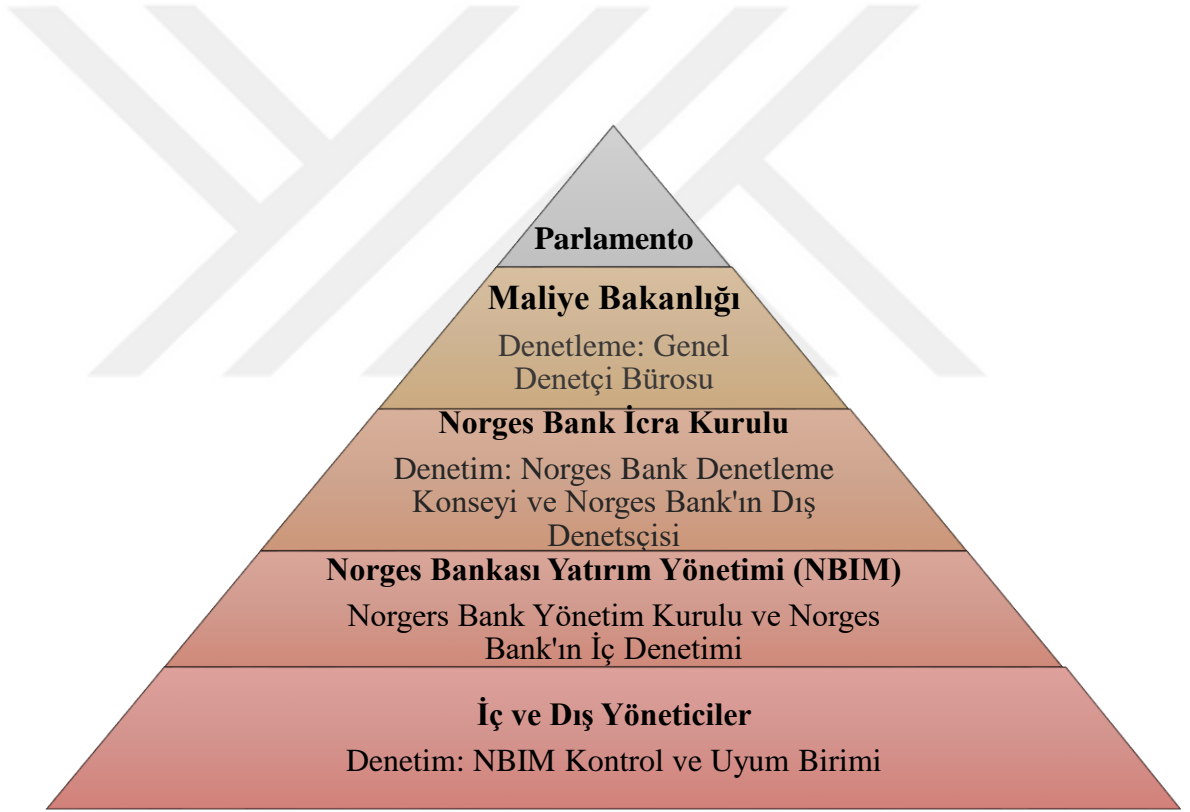 Parlamento
Maliye Bakanlığı
Denetleme: Genel
Denetçi Bürosu
Norges Bank İcra Kurulu
Denetim: Norges Bank Denetleme
Konseyi ve Norges Bank'ın Dış
Denetsçisi
Norges Bankası Yatırım Yönetimi (NBIM)
Norgers Bank Yönetim Kurulu ve Norges
Bank'ın İç Denetimi
İç ve Dış Yöneticiler
Denetim: NBIM Kontrol ve Uyum Birimi